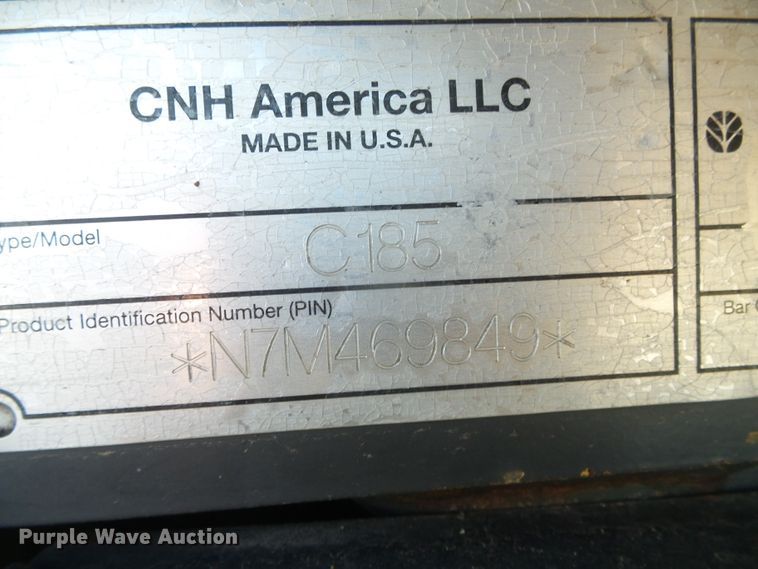 CNH America LLC
MADE IN U.S.A.
ype/Model
C185
Product Identification Number (PIN)
*N7M469849*
Bar
Purple Wave Auction